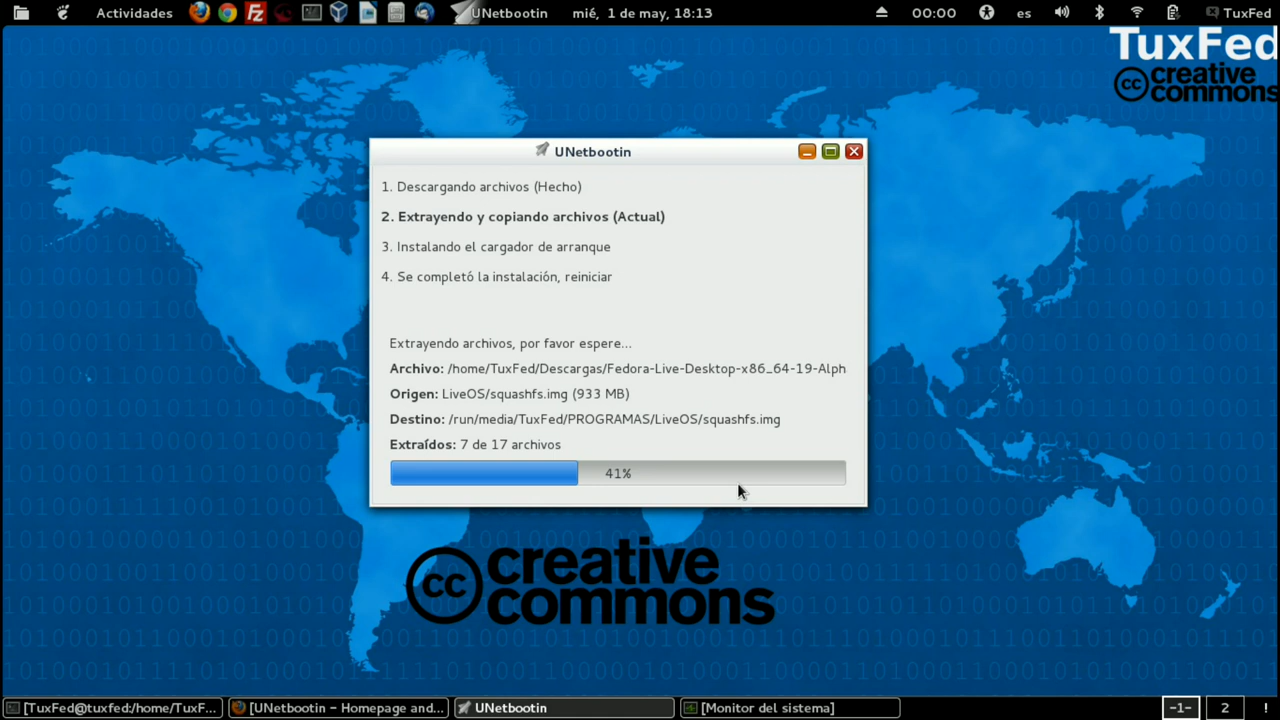 Actividades
UNetbootin
mié, 1 de may, 18:13
00:00
es
TuxFed
TuxFed
cc creative commons
UNetbootin
1. Descargando archivos (Hecho)
2. Extrayendo y copiando archivos (Actual)
3. Instalando el cargador de arranque
4. Se completó la instalación, reiniciar
Extrayendo archivos, por favor espere...
Archivo: /home/TuxFed/Descargas/Fedora-Live-Desktop-x86_64-19-Alph
Origen: LiveOS/squashfs.img (933 MB)
Destino: /run/media/TuxFed/PROGRAMAS/LiveOS/squashfs.img
Extraídos: 7 de 17 archivos
41%
cc creative commons
[TuxFed@tuxfed:/home/TuxF...
[UNetbootin – Homepage and...
UNetbootin
[Monitor del sistema]
-1-
2
!